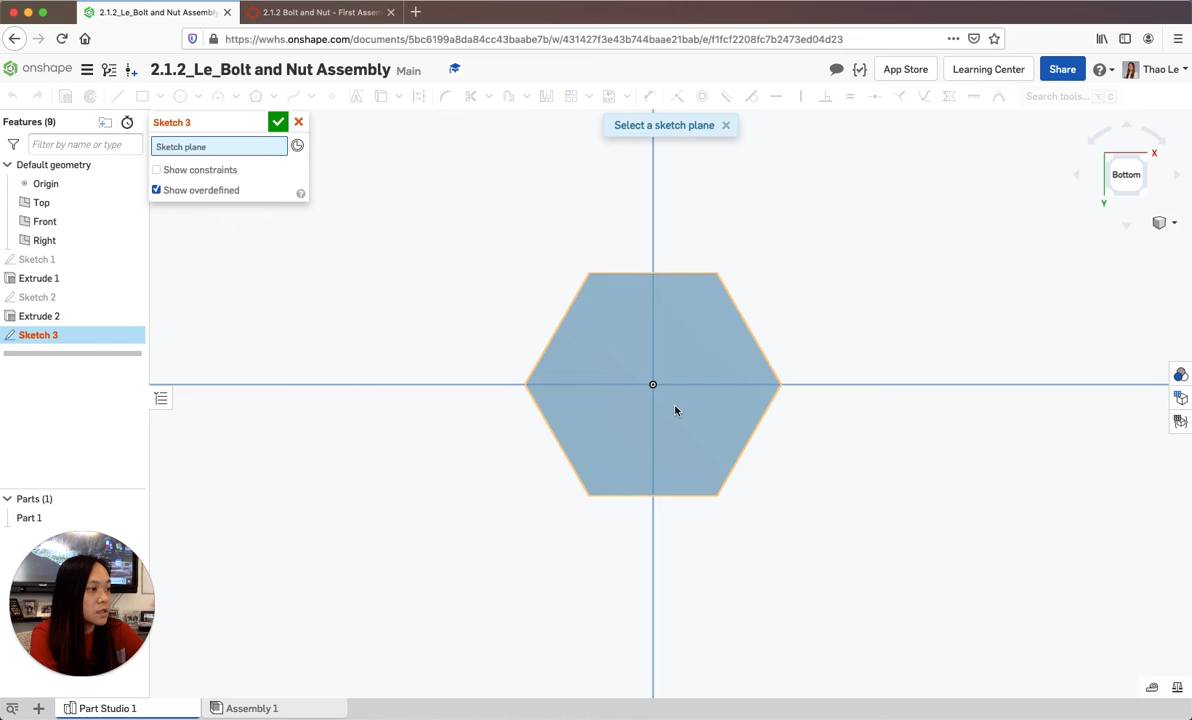 2.1.2_Le_Bolt and Nut Assembly
2.1.2 Bolt and Nut - First Assem
https://wwhs.onshape.com/documents/5bc6199a8da84cc43baabe7b/w/431427f3e43b744baae21bab/e/f1fcf2208fc7b2473ed04d23
onshape
2.1.2_Le_Bolt and Nut Assembly Main
App Store
Learning Center
Share
Thao Le
Search tools...
Features (9)
Filter by name or type
Default geometry
Origin
Top
Front
Right
Sketch 1
Extrude 1
Sketch 2
Extrude 2
Sketch 3
Sketch 3
Sketch plane
Show constraints
Show overdefined
Select a sketch plane
X
Bottom
Y
Parts (1)
Part 1
Part Studio 1
Assembly 1